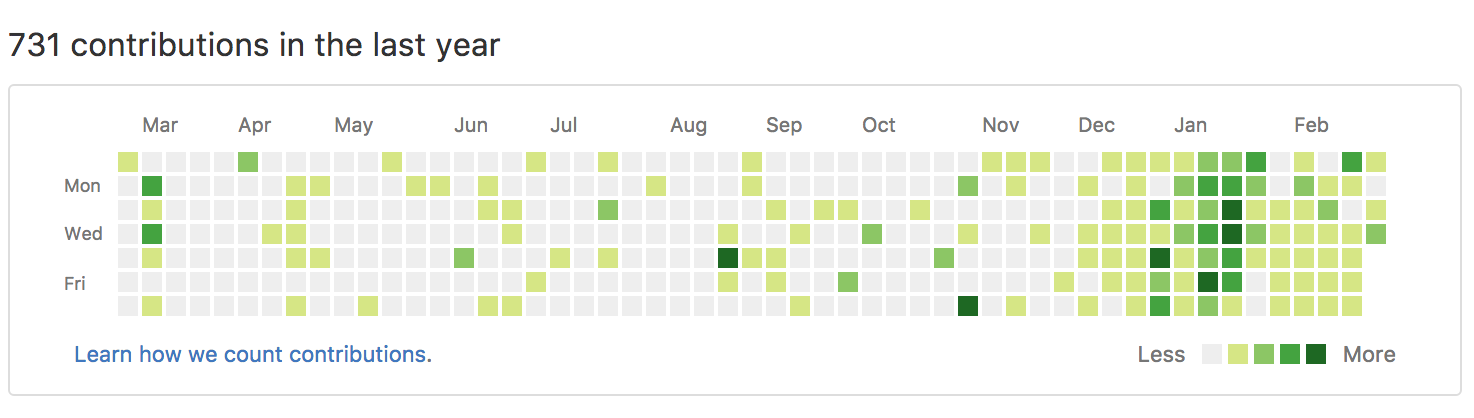 731 contributions in the last year
Mar Apr May Jun Jul Aug Sep Oct Nov Dec Jan Feb
Mon
Wed
Fri
Learn how we count contributions.
Less More